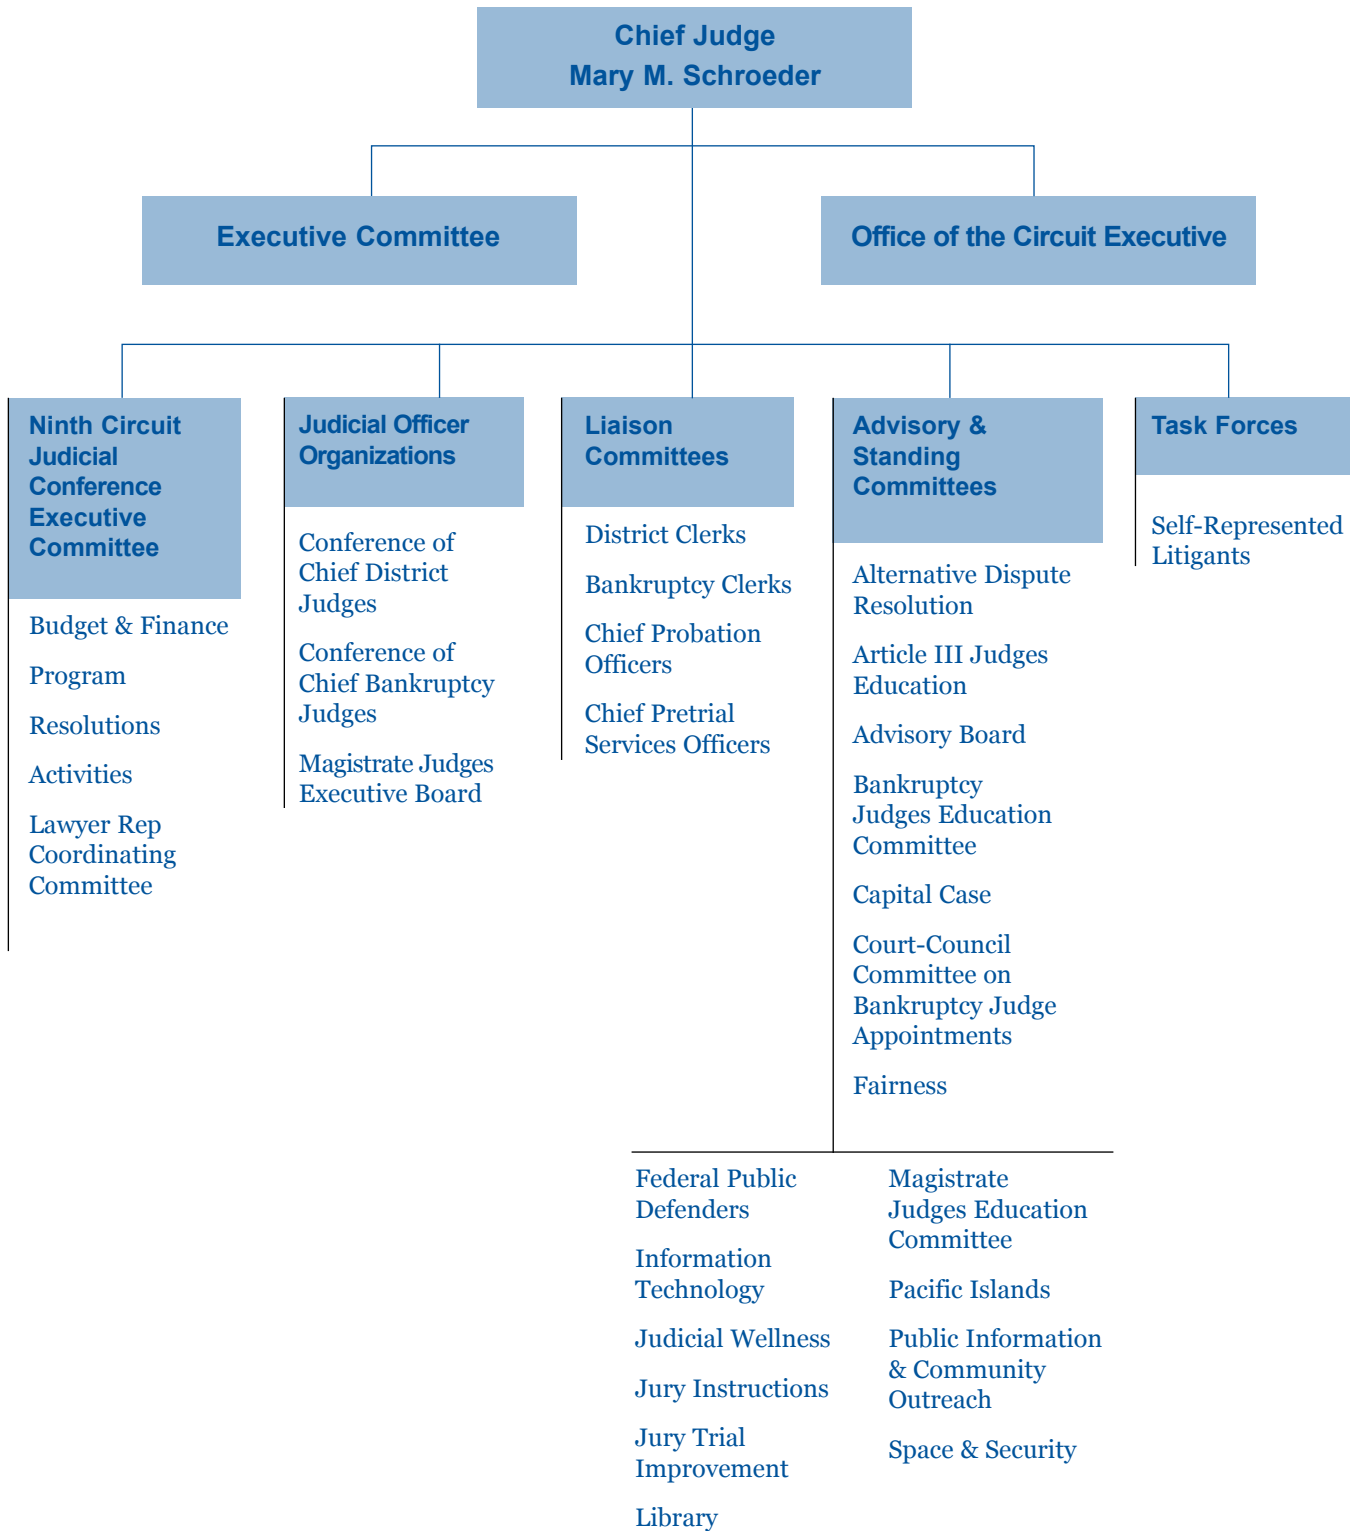 Chief Judge
Mary M. Schroeder
Executive Committee
Office of the Circuit Executive
Ninth Circuit
Judicial
Conference
Executive
Committee
Budget & Finance
Program
Resolutions
Activities
Lawyer Rep
Coordinating
Committee
Judicial Officer
Organizations
Conference of
Chief District
Judges
Conference of
Chief Bankruptcy
Judges
Magistrate Judges
Executive Board
Liaison
Committees
District Clerks
Bankruptcy Clerks
Chief Probation
Officers
Chief Pretrial
Services Officers
Advisory &
Standing
Committees
Alternative Dispute
Resolution
Article III Judges
Education
Advisory Board
Bankruptcy
Judges Education
Committee
Capital Case
Court-Council
Committee on
Bankruptcy Judge
Appointments
Fairness
Federal Public
Defenders
Information
Technology
Judicial Wellness
Jury Instructions
Jury Trial
Improvement
Library
Magistrate
Judges Education
Committee
Pacific Islands
Public Information
& Community
Outreach
Space & Security
Task Forces
Self-Represented
Litigants